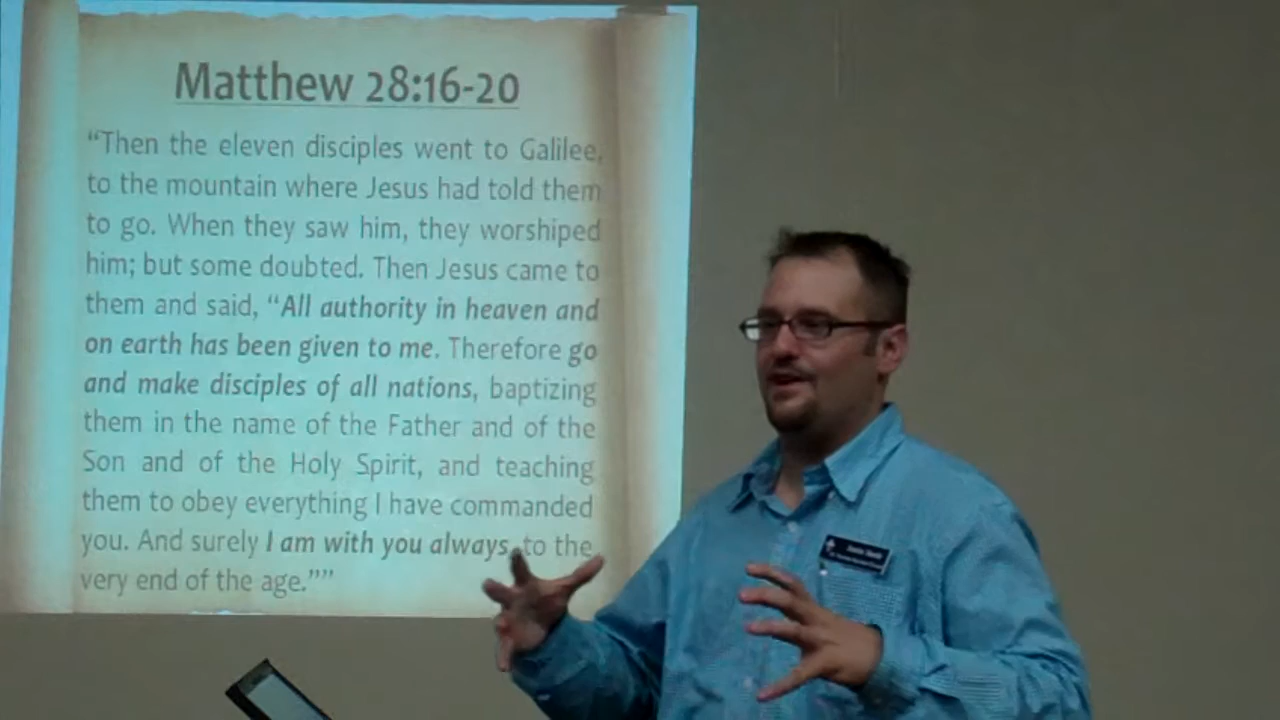 Matthew 28:16-20
“Then the eleven disciples went to Galilee,
to the mountain where Jesus had told them
to go. When they saw him, they worshiped
him; but some doubted. Then Jesus came to
them and said, “All authority in heaven and
on earth has been given to me. Therefore go
and make disciples of all nations, baptizing
them in the name of the Father and of the
Son and of the Holy Spirit, and teaching
them to obey everything I have commanded
you. And surely I am with you always, to the
very end of the age.””